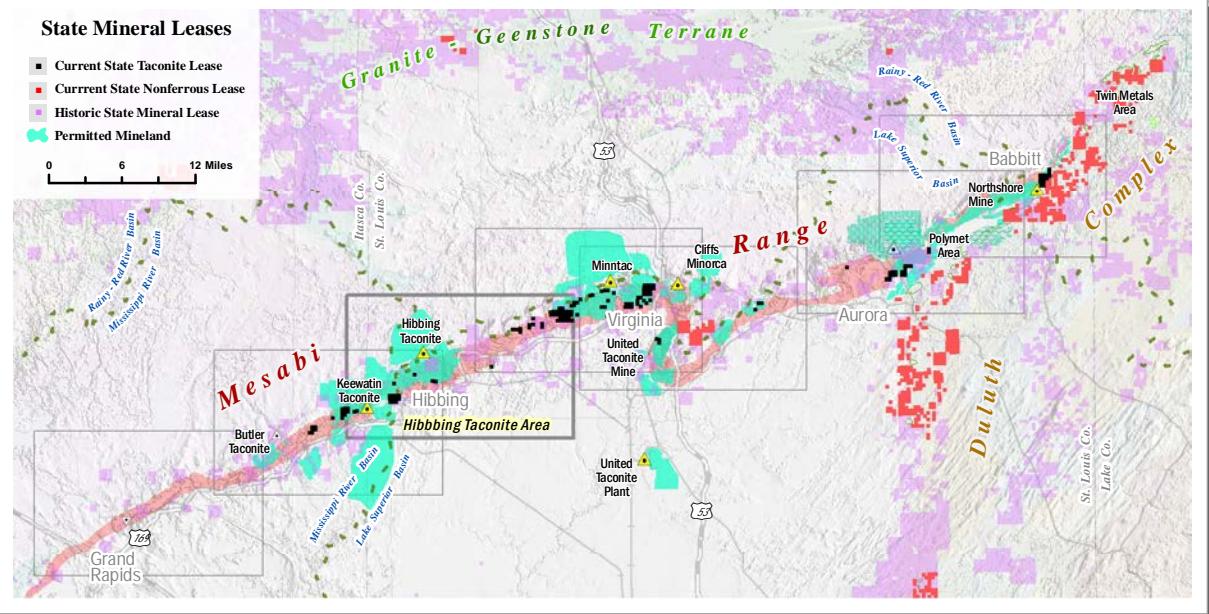 State Mineral Leases
Current State Taconite Lease
Currrent State Nonferrous Lease
Historic State Mineral Lease
Permitted Mineland
0 6 12 Miles
Granite - Geenstone Terrane
53
Rainy - Red River Basin
Lake Superior Basin
Twin Metals
Area
Babbitt
Northshore
Mine
Complex
Itasca Co.
St. Louis Co.
Rainy - Red River Basin
Mississippi River Basin
Range
Polymet
Area
Cliffs
Minorca
Minntac
Virginia
Aurora
Hibbing
Taconite
United
Taconite
Mine
Mesabi
Keewatin
Taconite
Hibbing
Hibbbing Taconite Area
Duluth
Butler
Taconite
Mississippi River Basin
Lake Superior Basin
United
Taconite
Plant
St. Louis Co.
Lake Co.
53
169
Grand
Rapids